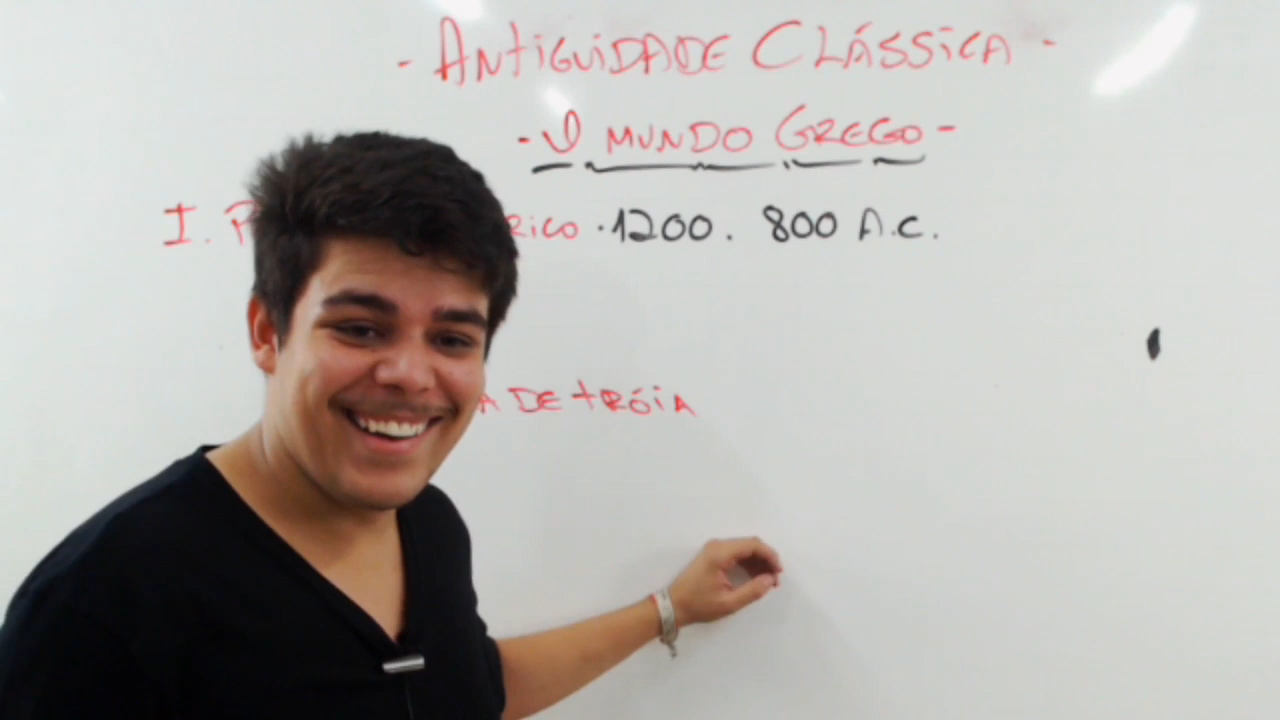 - ANTIGUIDADE CLÁSSICA -
- O MUNDO GREGO -
I. RICO · 1200. 800 A.C.
A DE TRÓIA